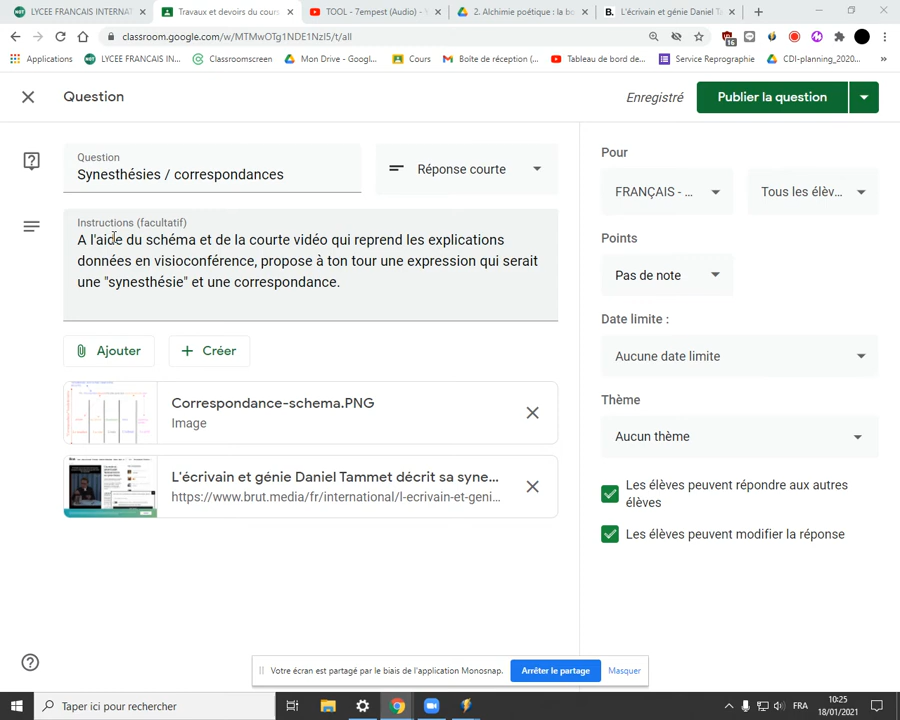 LYCEE FRANCAIS INTERNAT
Travaux et devoirs du cours
TOOL - 7empest (Audio) - Y
2. Alchimie poétique : la bo
L'écrivain et génie Daniel Ta
classroom.google.com/w/MTMwOTg1NDE1NzI5/t/all
16
Applications
LYCEE FRANCAIS IN...
Classroomscreen
Mon Drive - Googl...
Cours
Boite de réception (...
Tableau de bord de...
Service Reprographie
CDI-planning_2020...
»
Question
Enregistré
Publier la question
Question
Synesthésies / correspondances
Réponse courte
Instructions (facultatif)
A l'aide du schéma et de la courte vidéo qui reprend les explications
données en visioconférence, propose à ton tour une expression qui serait
une "synesthésie" et une correspondance.
Ajouter
Créer
Correspondance-schema.PNG
Image
L'écrivain et génie Daniel Tammet décrit sa syne...
https://www.brut.media/fr/international/l-ecrivain-et-geni...
Pour
FRANÇAIS - ...
Tous les élèv...
Points
Pas de note
Date limite :
Aucune date limite
Thème
Aucun thème
Les élèves peuvent répondre aux autres
élèves
Les élèves peuvent modifier la réponse
Votre écran est partagé par le biais de l'application Monosnap.
Arrêter le partage
Masquer
Taper ici pour rechercher
FRA
10:25
18/01/2021